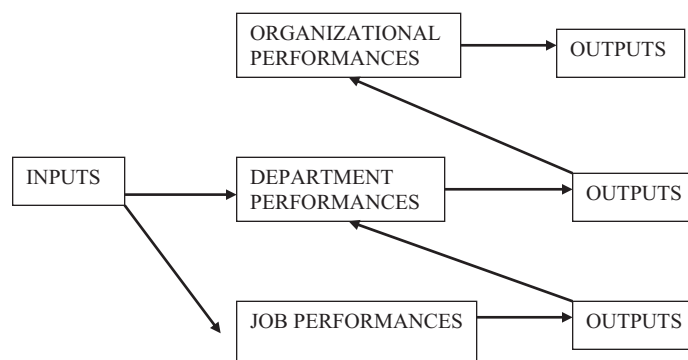 ORGANIZATIONAL
PERFORMANCES
OUTPUTS
INPUTS
DEPARTMENT
PERFORMANCES
OUTPUTS
JOB PERFORMANCES
OUTPUTS